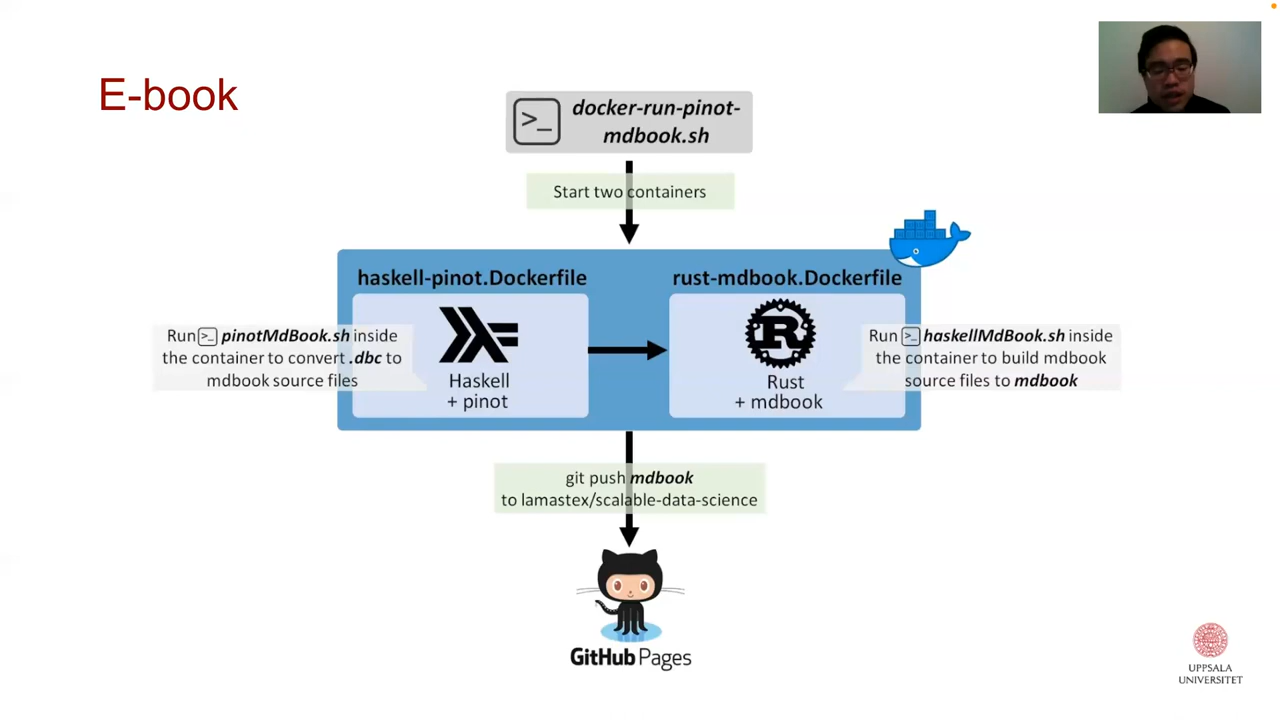 E-book
>_ docker-run-pinot-
mdbook.sh
Start two containers
haskell-pinot.Dockerfile
rust-mdbook.Dockerfile
Run >_ pinotMdBook.sh inside
the container to convert .dbc to
mdbook source files
Haskell
+ pinot
R
Rust
+ mdbook
Run >_ haskellMdBook.sh inside
the container to build mdbook
source files to mdbook
git push mdbook
to lamastex/scalable-data-science
GitHub Pages
UPPSALA
UNIVERSITET